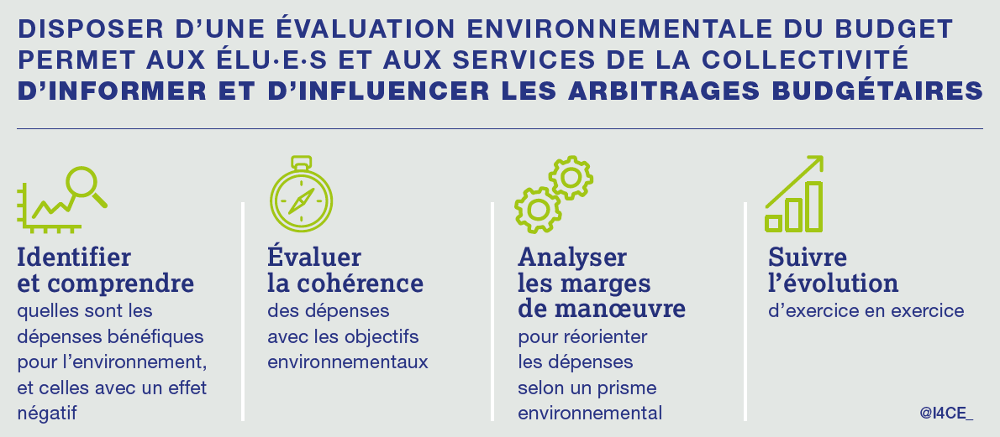 DISPOSER D'UNE ÉVALUATION ENVIRONNEMENTALE DU BUDGET
PERMET AUX ÉLU·E·S ET AUX SERVICES DE LA COLLECTIVITÉ
D'INFORMER ET D'INFLUENCER LES ARBITRAGES BUDGÉTAIRES
Identifier
et comprendre
quelles sont les
dépenses bénéfiques
pour l'environnement,
et celles avec un effet
négatif
Évaluer
la cohérence
des dépenses
avec les objectifs
environnementaux
Analyser
les marges
de manœuvre
pour réorienter
les dépenses
selon un prisme
environnemental
Suivre
l'évolution
d'exercice en exercice
@I4CE_